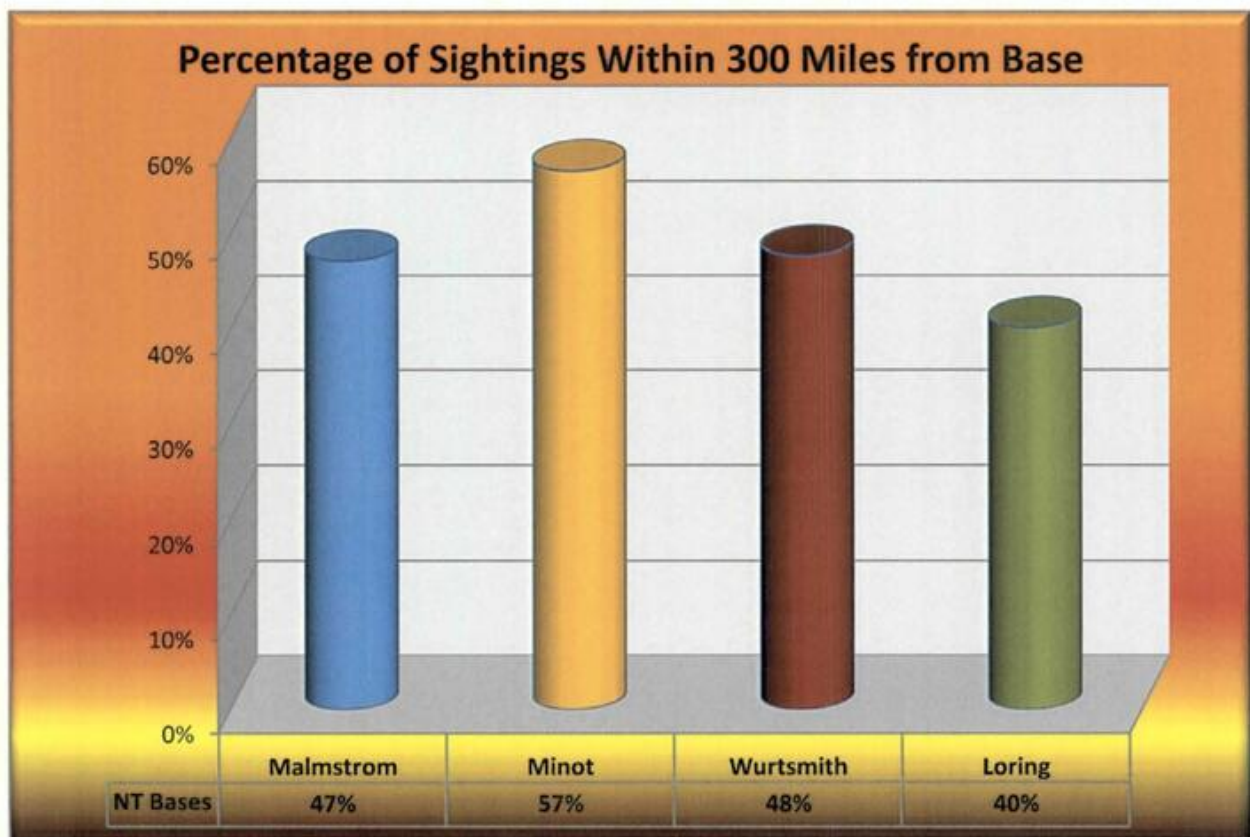 Percentage of Sightings Within 300 Miles from Base
60%
50%
40%
30%
20%
10%
0%
Malmstrom Minot Wurtsmith Loring
NT Bases 47% 57% 48% 40%